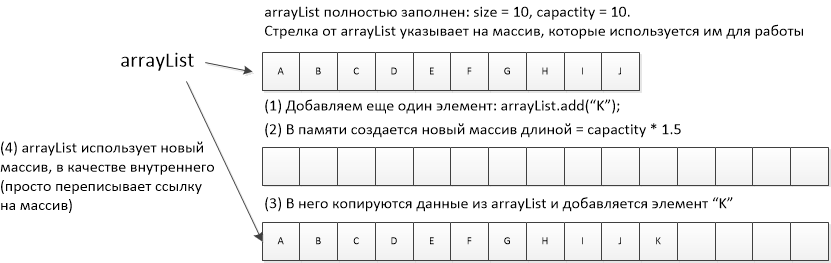 arrayList полностью заполнен: size = 10, capactity = 10.
Стрелка от arrayList указывает на массив, которые используется им для работы
arrayList
A B C D E F G H I J
(1) Добавляем еще один элемент: arrayList.add(“K”);
(2) В памяти создается новый массив длиной = capactity * 1.5
(4) arrayList использует новый
массив, в качестве внутреннего
(просто переписывает ссылку
на массив)
(3) В него копируются данные из arrayList и добавляется элемент “K”
A B C D E F G H I J K